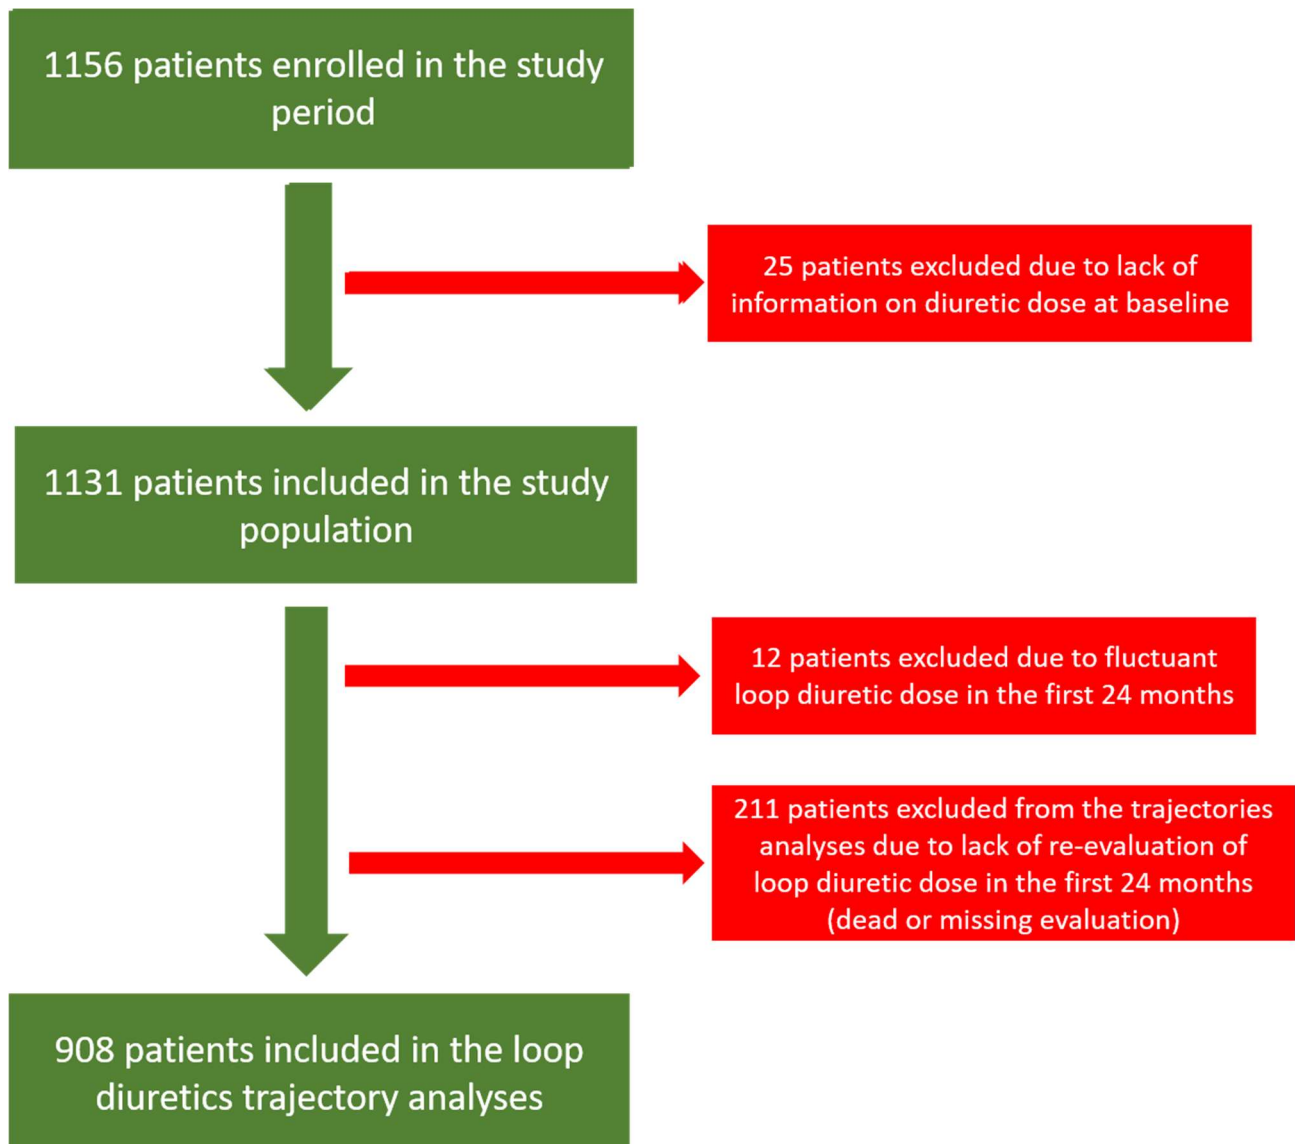 1156 patients enrolled in the study
period
25 patients excluded due to lack of
information on diuretic dose at baseline
1131 patients included in the study
population
12 patients excluded due to fluctuant
loop diuretic dose in the first 24 months
211 patients excluded from the trajectories
analyses due to lack of re-evaluation of
loop diuretic dose in the first 24 months
(dead or missing evaluation)
908 patients included in the loop
diuretics trajectory analyses